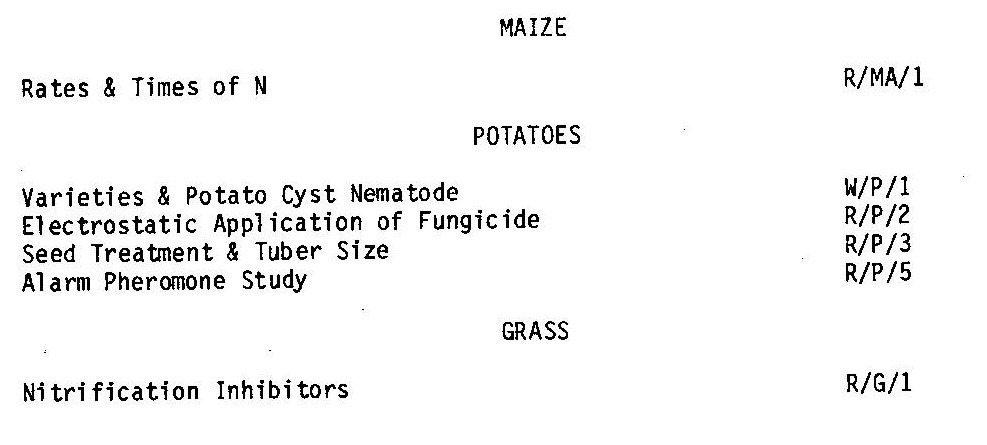 MAIZE
Rates & Times of N R/MA/1
POTATOES
Varieties & Potato Cyst Nematode W/P/1
Electrostatic Application of Fungicide R/P/2
Seed Treatment & Tuber Size R/P/3
Alarm Pheromone Study R/P/5
GRASS
Nitrification Inhibitors R/G/1